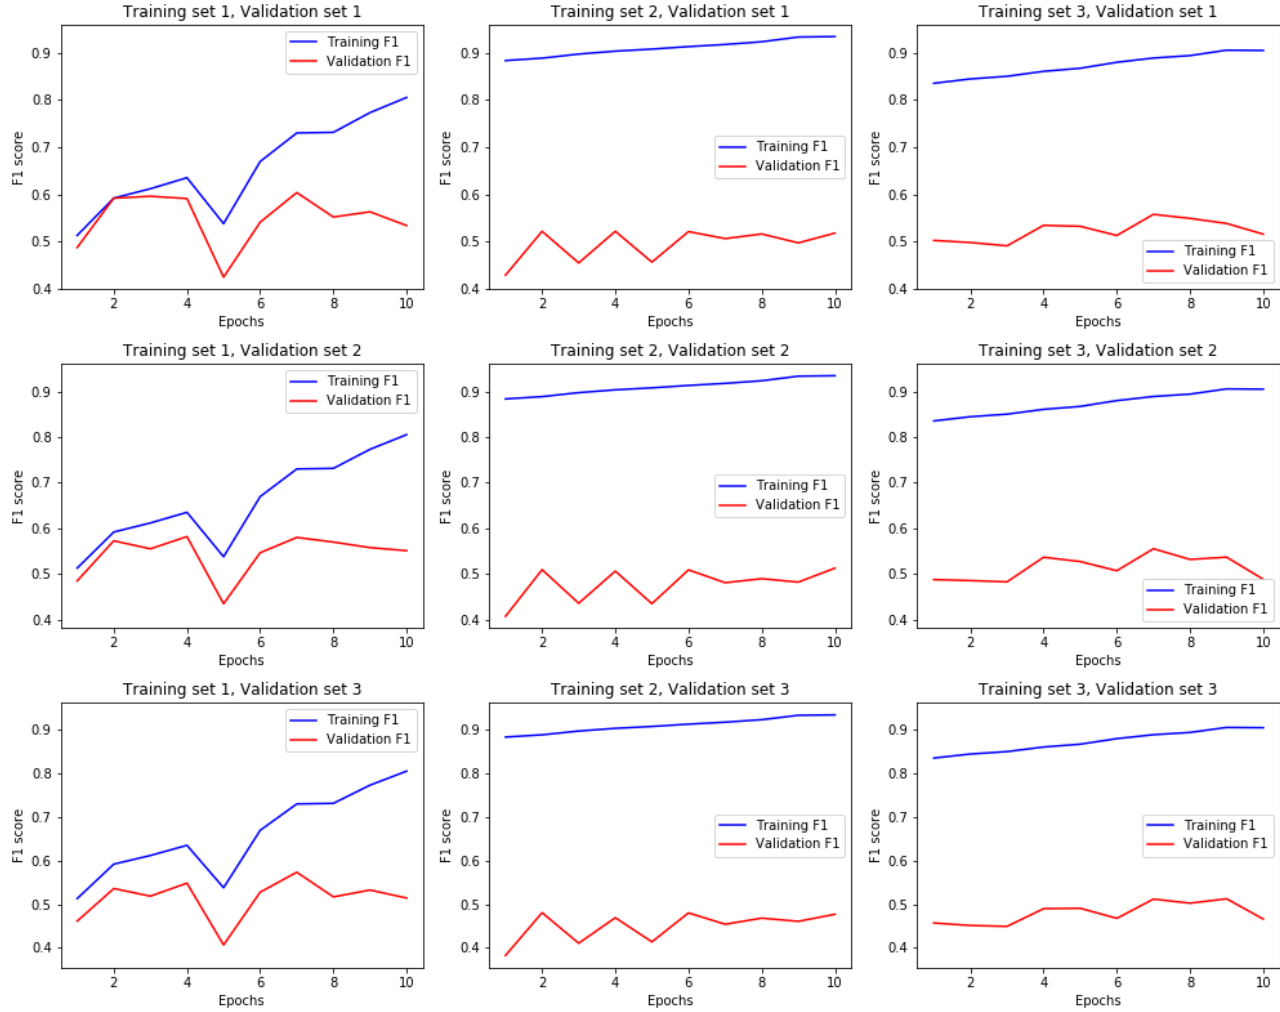 Training set 1, Validation set 1
F1 score
0.9
0.8
0.7
0.6
0.5
0.4
Training F1
Validation F1
2 4 6 8 10
Epochs
Training set 2, Validation set 1
F1 score
0.9
0.8
0.7
0.6
0.5
0.4
Training F1
Validation F1
2 4 6 8 10
Epochs
Training set 3, Validation set 1
F1 score
0.9
0.8
0.7
0.6
0.5
0.4
Training F1
Validation F1
2 4 6 8 10
Epochs
Training set 1, Validation set 2
F1 score
0.9
0.8
0.7
0.6
0.5
0.4
Training F1
Validation F1
2 4 6 8 10
Epochs
Training set 2, Validation set 2
F1 score
0.9
0.8
0.7
0.6
0.5
0.4
Training F1
Validation F1
2 4 6 8 10
Epochs
Training set 3, Validation set 2
F1 score
0.9
0.8
0.7
0.6
0.5
0.4
Training F1
Validation F1
2 4 6 8 10
Epochs
Training set 1, Validation set 3
F1 score
0.9
0.8
0.7
0.6
0.5
0.4
Training F1
Validation F1
2 4 6 8 10
Epochs
Training set 2, Validation set 3
F1 score
0.9
0.8
0.7
0.6
0.5
0.4
Training F1
Validation F1
2 4 6 8 10
Epochs
Training set 3, Validation set 3
F1 score
0.9
0.8
0.7
0.6
0.5
0.4
Training F1
Validation F1
2 4 6 8 10
Epochs